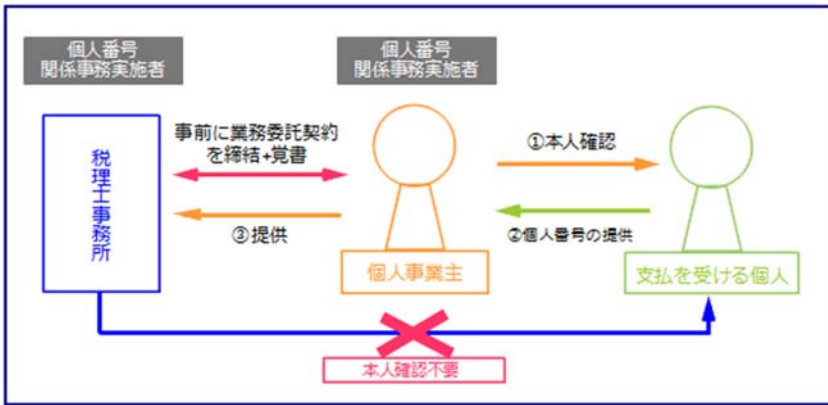 個人番号
関係事務実施者
個人番号
関係事務実施者
税理士事務所
事前に業務委託契約
を締結+覚書
③提供
個人事業主
①本人確認
②個人番号の提供
支払を受ける個人
本人確認不要